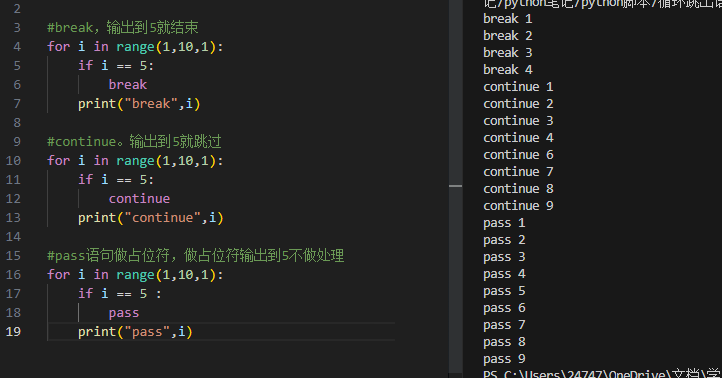 2
3 #break，输出到5就结束
4 for i in range(1,10,1):
5 if i == 5:
6 break
7 print("break",i)
8
9 #continue。输出到5就跳过
10 for i in range(1,10,1):
11 if i == 5:
12 continue
13 print("continue",i)
14
15 #pass语句做占位符，做占位符输出到5不做处理
16 for i in range(1,10,1):
17 if i == 5 :
18 pass
19 print("pass",i)
记/python笔记/python脚本/循环跳出语
break 1
break 2
break 3
break 4
continue 1
continue 2
continue 3
continue 4
continue 6
continue 7
continue 8
continue 9
pass 1
pass 2
pass 3
pass 4
pass 5
pass 6
pass 7
pass 8
pass 9
PS C:\Users\24747\OneDrive\文档\学